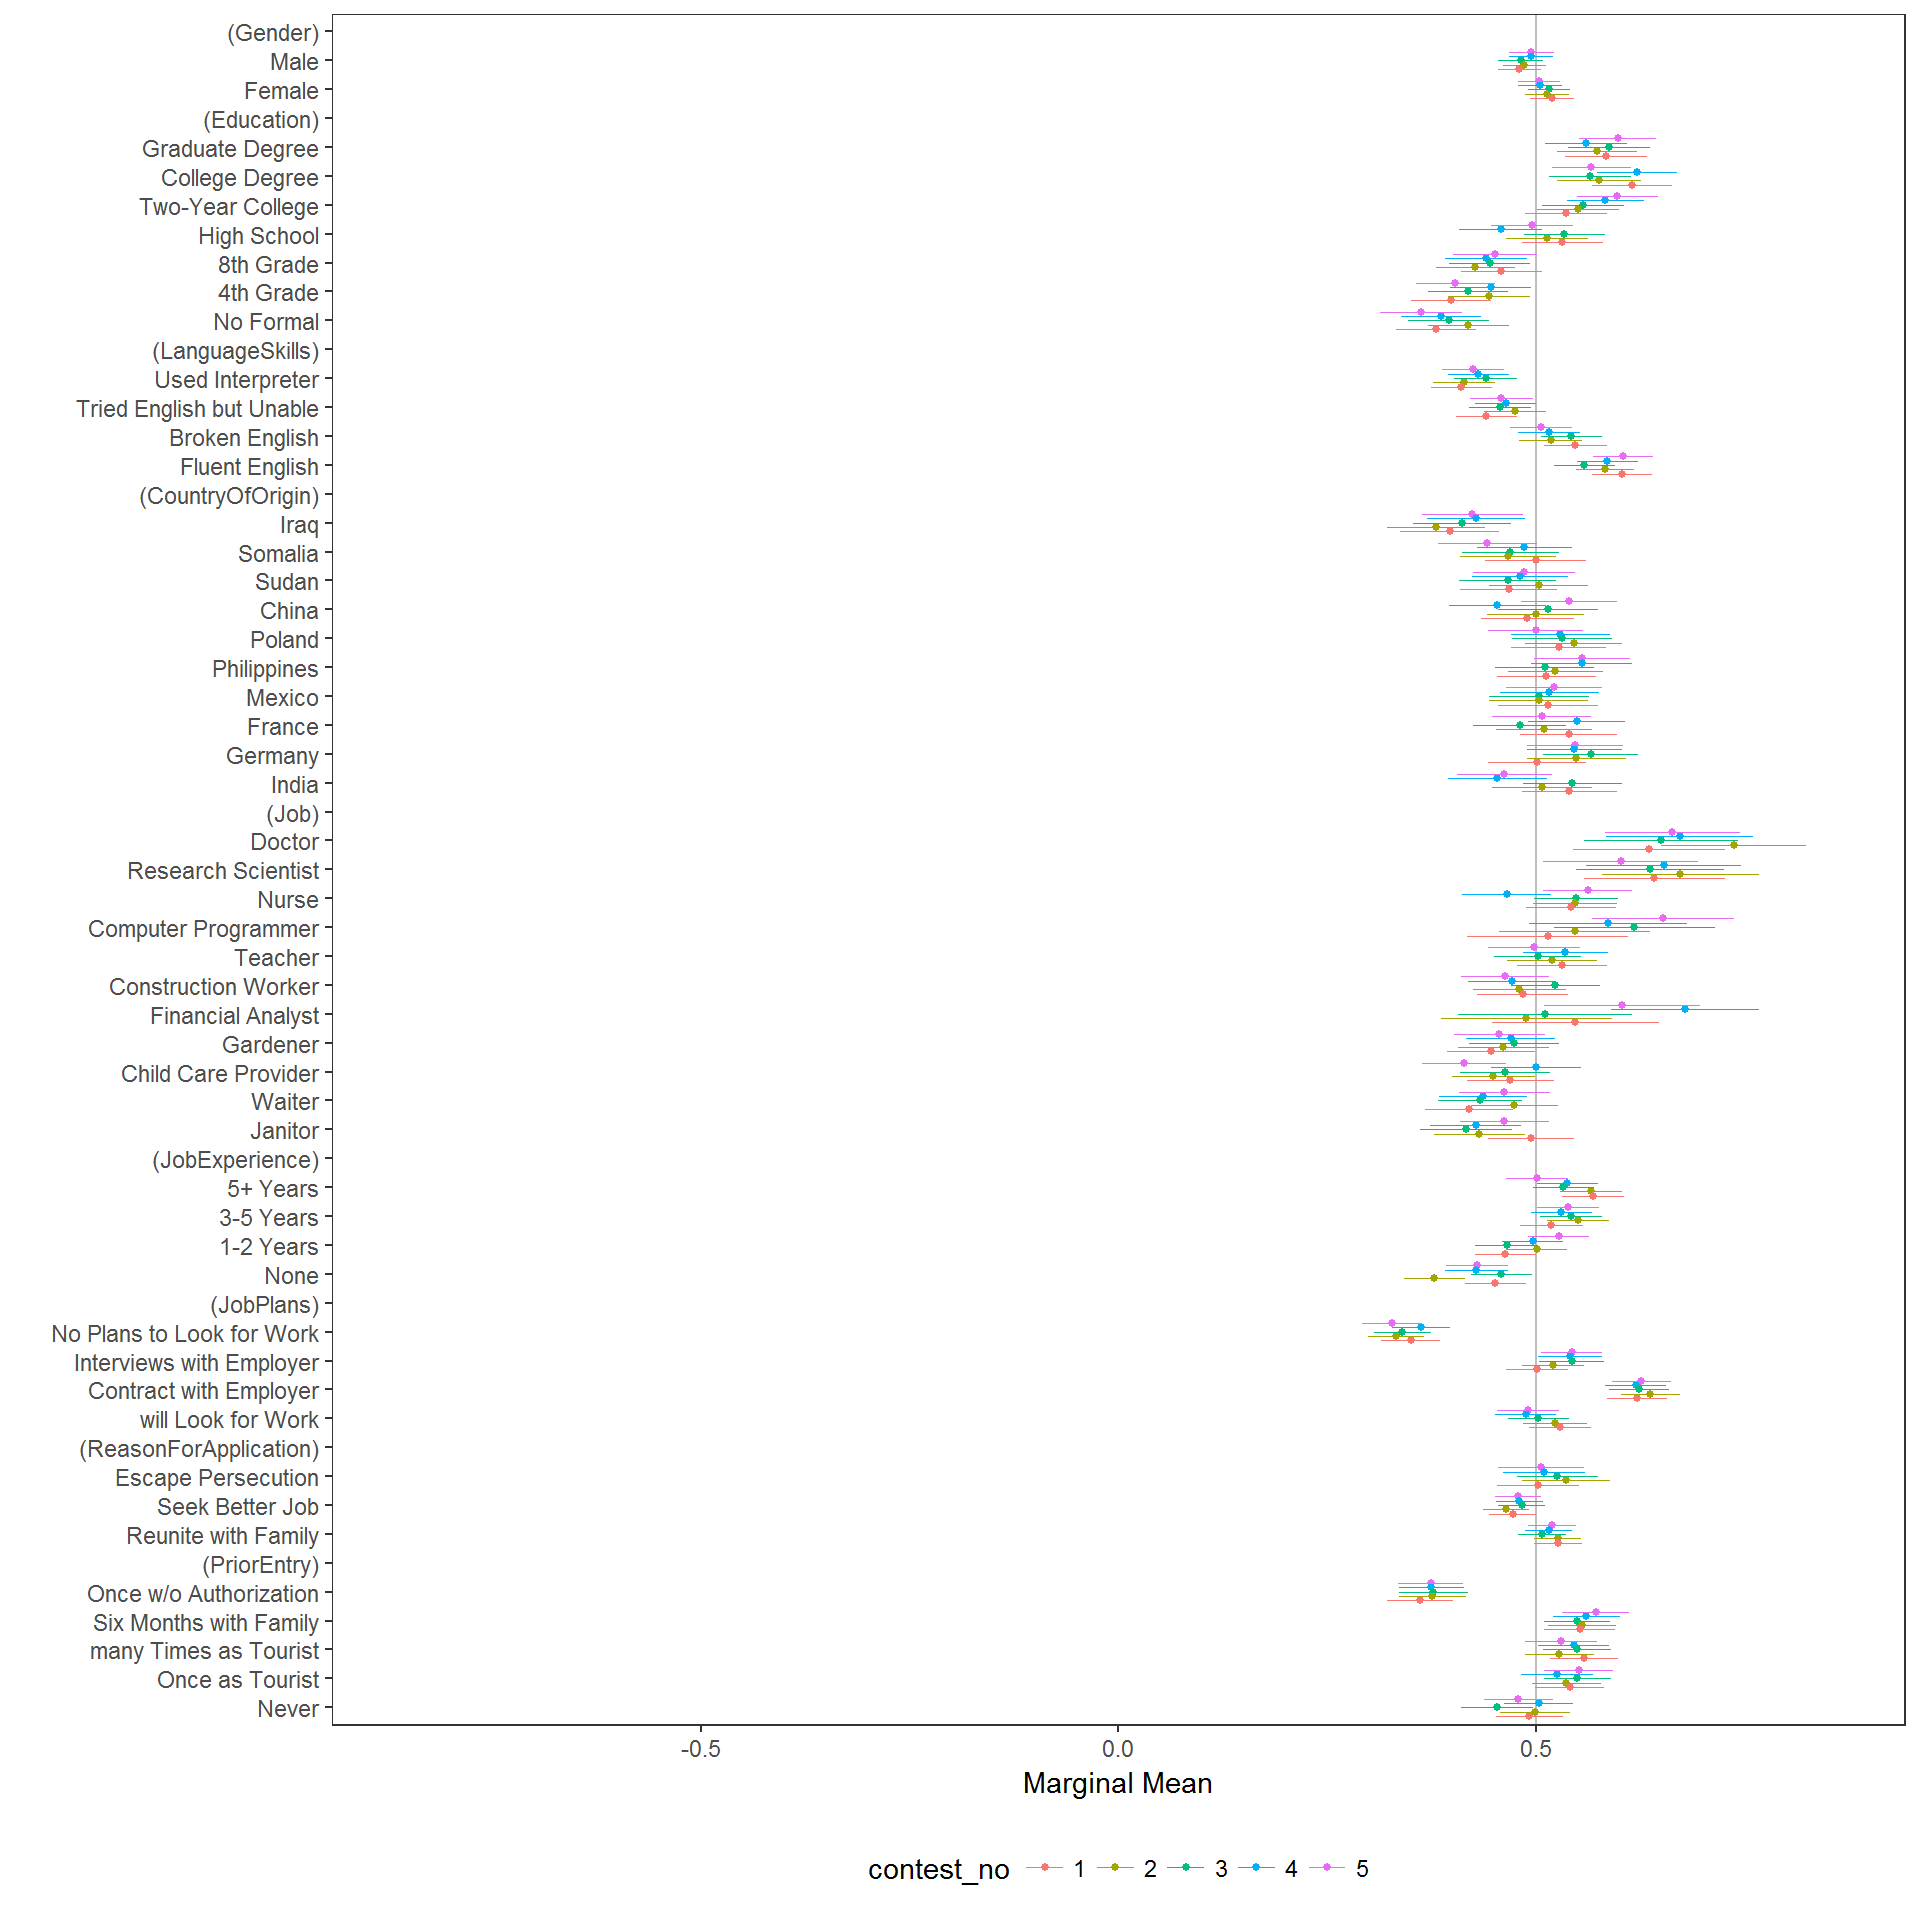 (Gender)
Male
Female
(Education)
Graduate Degree
College Degree
Two-Year College
High School
8th Grade
4th Grade
No Formal
(LanguageSkills)
Used Interpreter
Tried English but Unable
Broken English
Fluent English
(CountryOfOrigin)
Iraq
Somalia
Sudan
China
Poland
Philippines
Mexico
France
Germany
India
(Job)
Doctor
Research Scientist
Nurse
Computer Programmer
Teacher
Construction Worker
Financial Analyst
Gardener
Child Care Provider
Waiter
Janitor
(JobExperience)
5+ Years
3-5 Years
1-2 Years
None
(JobPlans)
No Plans to Look for Work
Interviews with Employer
Contract with Employer
will Look for Work
(ReasonForApplication)
Escape Persecution
Seek Better Job
Reunite with Family
(PriorEntry)
Once w/o Authorization
Six Months with Family
many Times as Tourist
Once as Tourist
Never
-0.5 0.0 0.5
Marginal Mean
contest_no 1 2 3 4 5